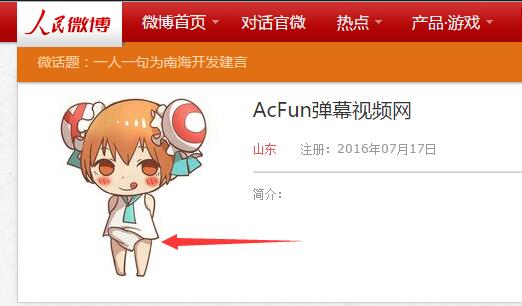 人民微博 微博首页 对话官微 热点 产品·游戏
微话题：一人一句为南海开发建言
AcFun弹幕视频网
山东 注册：2016年07月17日
简介：